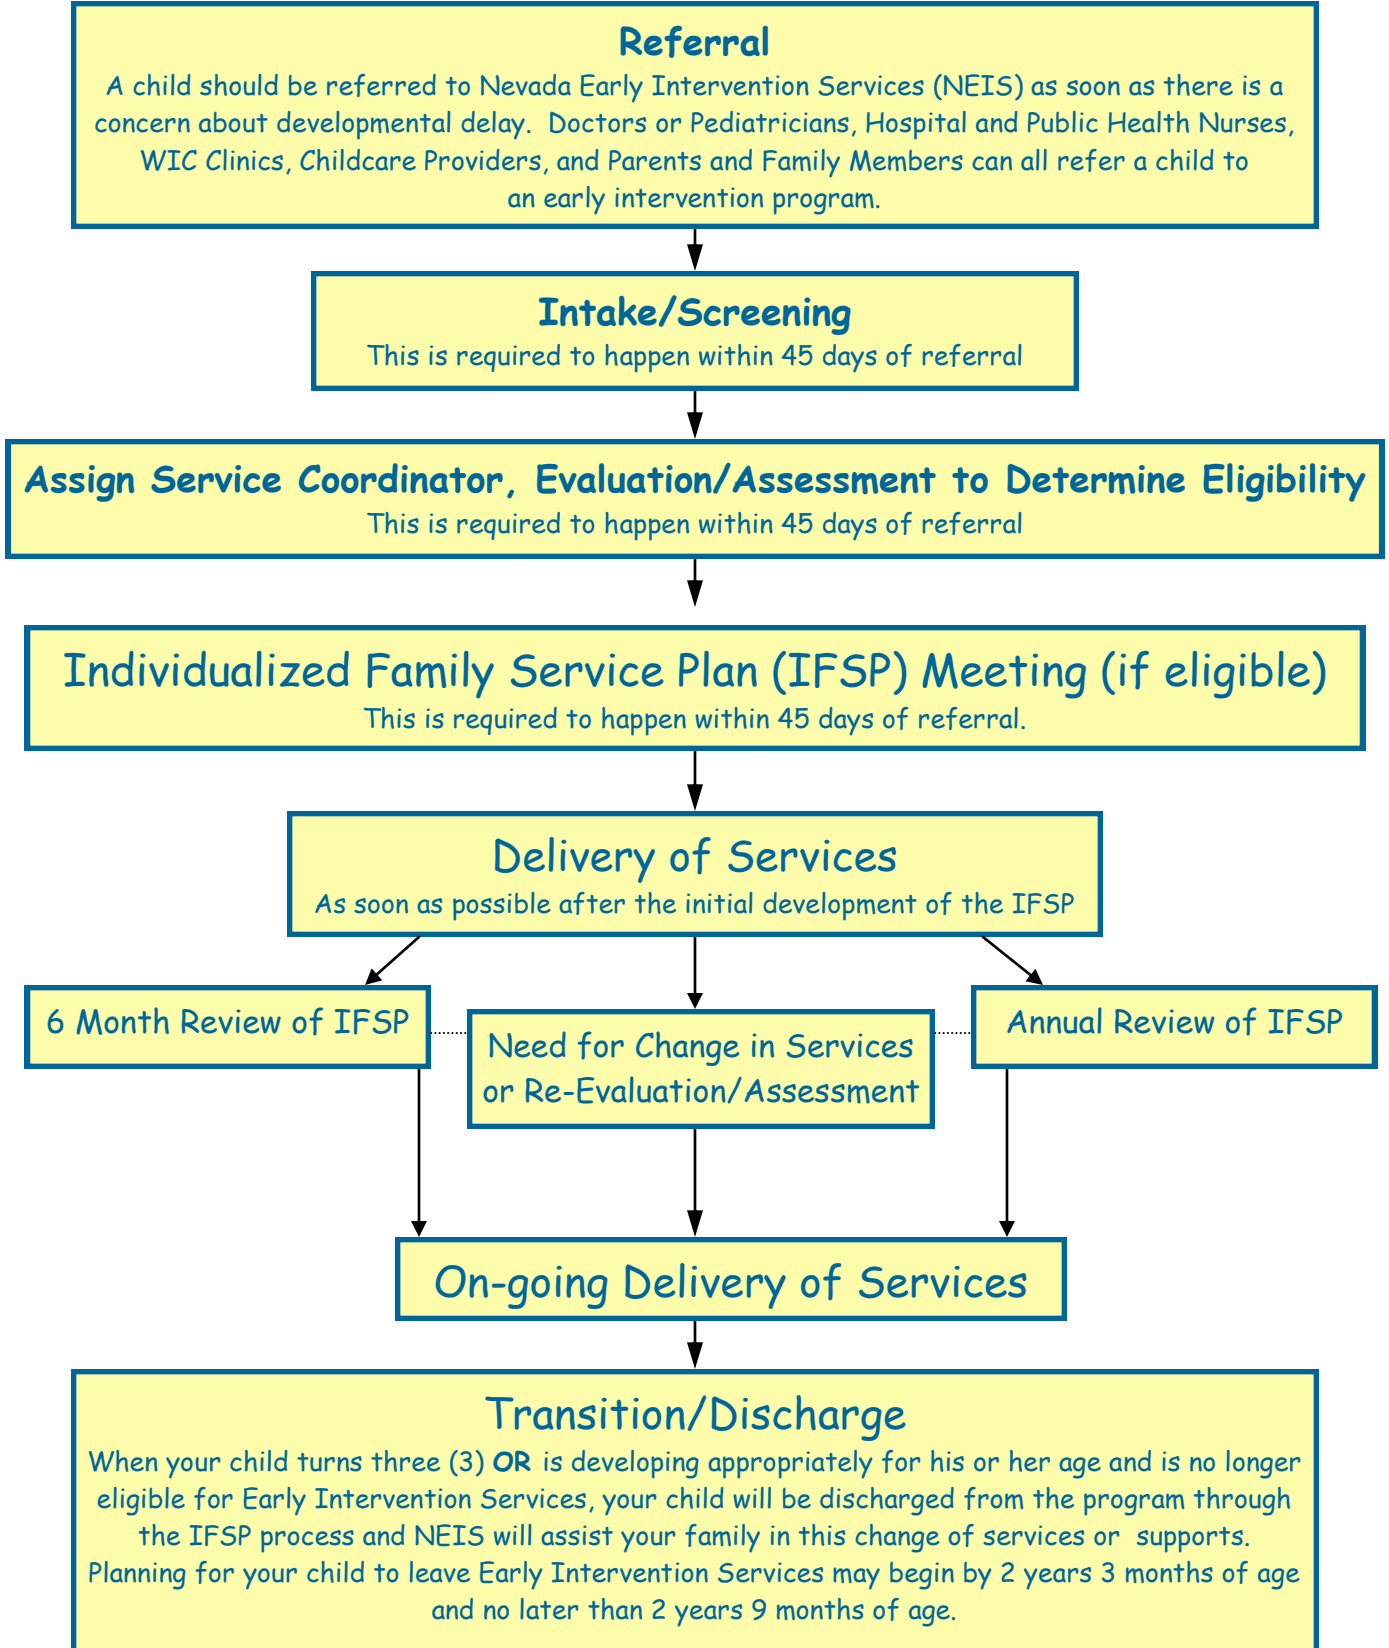 Referral
A child should be referred to Nevada Early Intervention Services (NEIS) as soon as there is a
concern about developmental delay.  Doctors or Pediatricians, Hospital and Public Health Nurses,
WIC Clinics, Childcare Providers, and Parents and Family Members can all refer a child to
an early intervention program.
Intake/Screening
This is required to happen within 45 days of referral
Assign Service Coordinator, Evaluation/Assessment to Determine Eligibility
This is required to happen within 45 days of referral
Individualized Family Service Plan (IFSP) Meeting (if eligible)
This is required to happen within 45 days of referral.
Delivery of Services
As soon as possible after the initial development of the IFSP
6 Month Review of IFSP
Need for Change in Services
or Re-Evaluation/Assessment
Annual Review of IFSP
On-going Delivery of Services
Transition/Discharge
When your child turns three (3) OR is developing appropriately for his or her age and is no longer
eligible for Early Intervention Services, your child will be discharged from the program through
the IFSP process and NEIS will assist your family in this change of services or  supports.
Planning for your child to leave Early Intervention Services may begin by 2 years 3 months of age
and no later than 2 years 9 months of age.